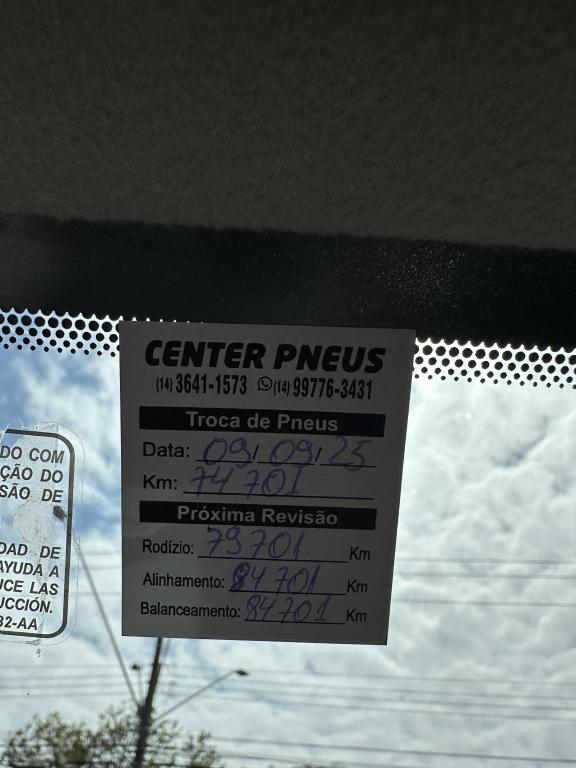 CENTER PNEUS
(14) 3641-1573 (14) 99776-3431
Troca de Pneus
Data: 09/09/25
Km: 74 701
Próxima Revisão
Rodízio: 79701 Km
Alinhamento: 84701 Km
Balanceamento: 84701 Km
DO COM
ÇÃO DO
SÃO DE
DAD DE
AYUDA A
UCE LAS
UCCIÓN.
32-AA